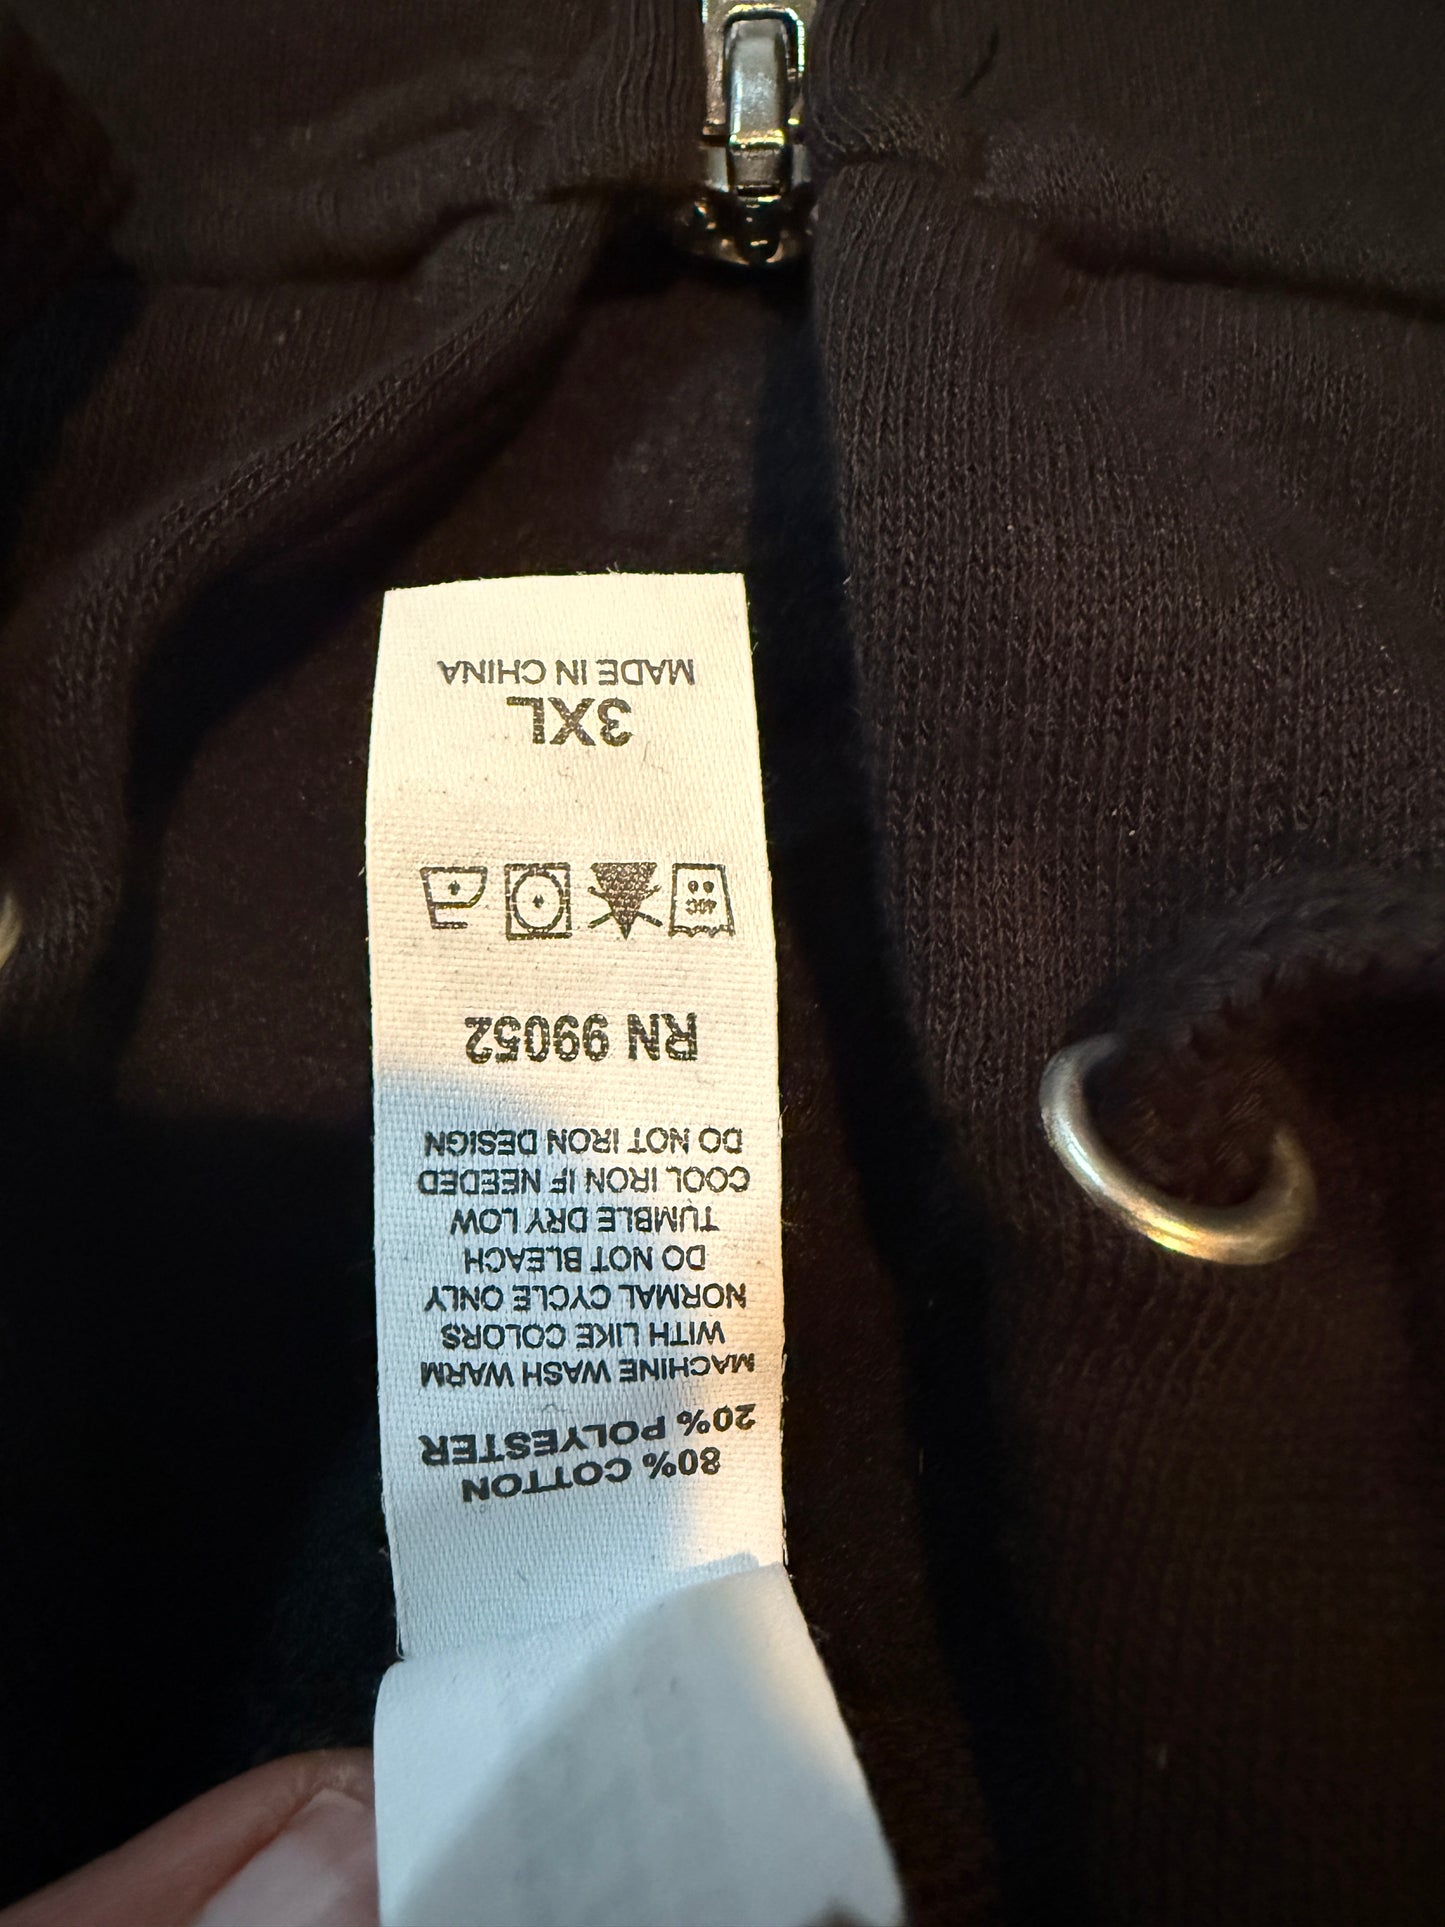 80% COTTON
20% POLYESTER
MACHINE WASH WARM
WITH LIKE COLORS
NORMAL CYCLE ONLY
DO NOT BLEACH
TUMBLE DRY LOW
COOL IRON IF NEEDED
DO NOT IRON DESIGN
RN 99052
40C
3XL
MADE IN CHINA